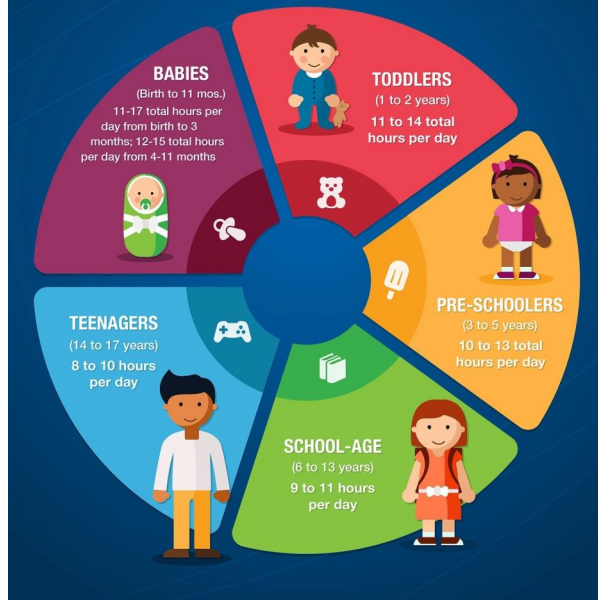 BABIES
(Birth to 11 mos.)
11-17 total hours per
day from birth to 3
months; 12-15 total hours
per day from 4-11 months
TODDLERS
(1 to 2 years)
11 to 14 total
hours per day
PRE-SCHOOLERS
(3 to 5 years)
10 to 13 total
hours per day
SCHOOL-AGE
(6 to 13 years)
9 to 11 hours
per day
TEENAGERS
(14 to 17 years)
8 to 10 hours
per day